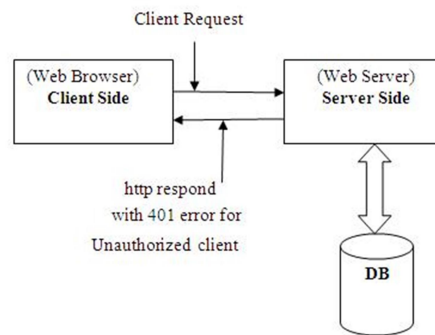 Client Request
(Web Browser)
Client Side
(Web Server)
Server Side
http respond
with 401 error for
Unauthorized client
DB